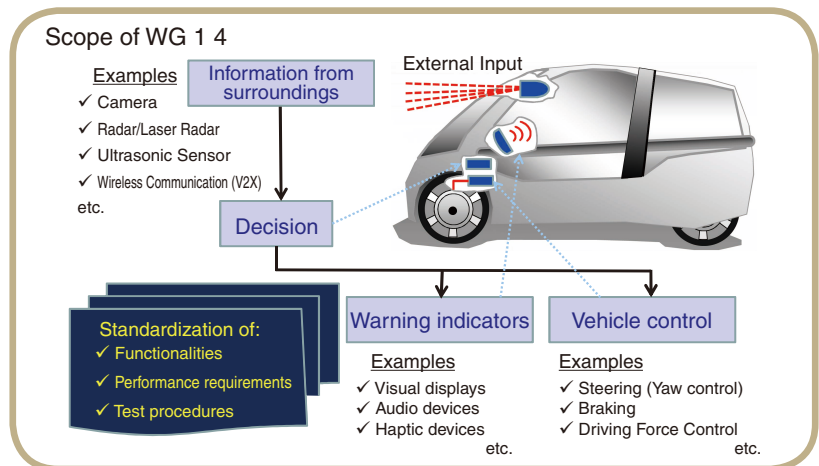 Scope of WG 1 4
Examples
✓ Camera
✓ Radar/Laser Radar
✓ Ultrasonic Sensor
✓ Wireless Communication (V2X)
etc.
Information from
surroundings
External Input
Decision
Standardization of:
✓ Functionalities
✓ Performance requirements
✓ Test procedures
Warning indicators
Examples
✓ Visual displays
✓ Audio devices
✓ Haptic devices
etc.
Vehicle control
Examples
✓ Steering (Yaw control)
✓ Braking
✓ Driving Force Control
etc.